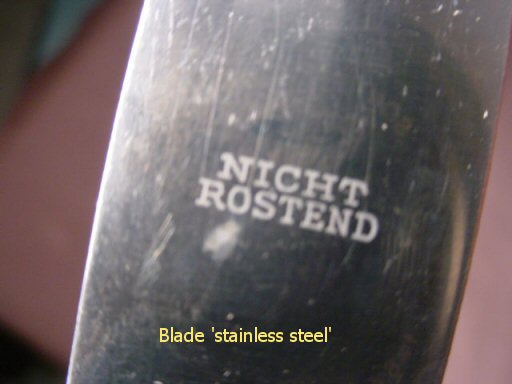 NICHT
ROSTEND
Blade 'stainless steel'